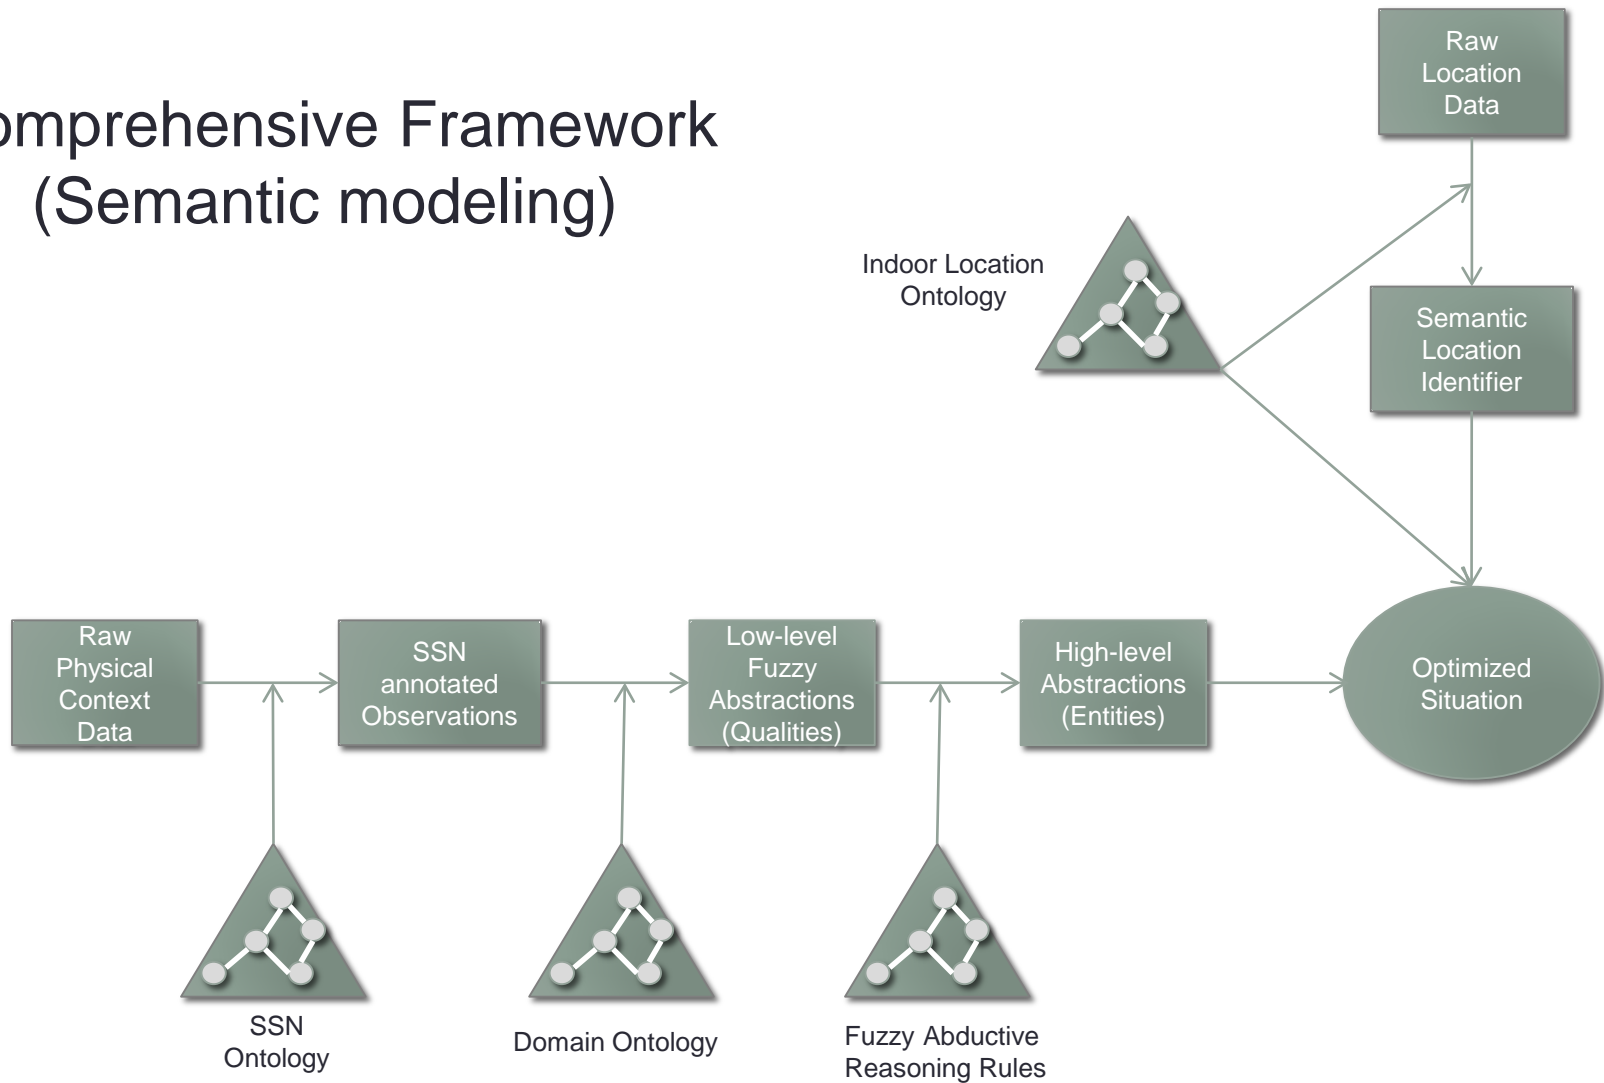 omprehensive Framework
(Semantic modeling)
Raw
Location
Data
Indoor Location
Ontology
Semantic
Location
Identifier
Raw
Physical
Context
Data
SSN
annotated
Observations
Low-level
Fuzzy
Abstractions
(Qualities)
High-level
Abstractions
(Entities)
Optimized
Situation
SSN
Ontology
Domain Ontology
Fuzzy Abductive
Reasoning Rules